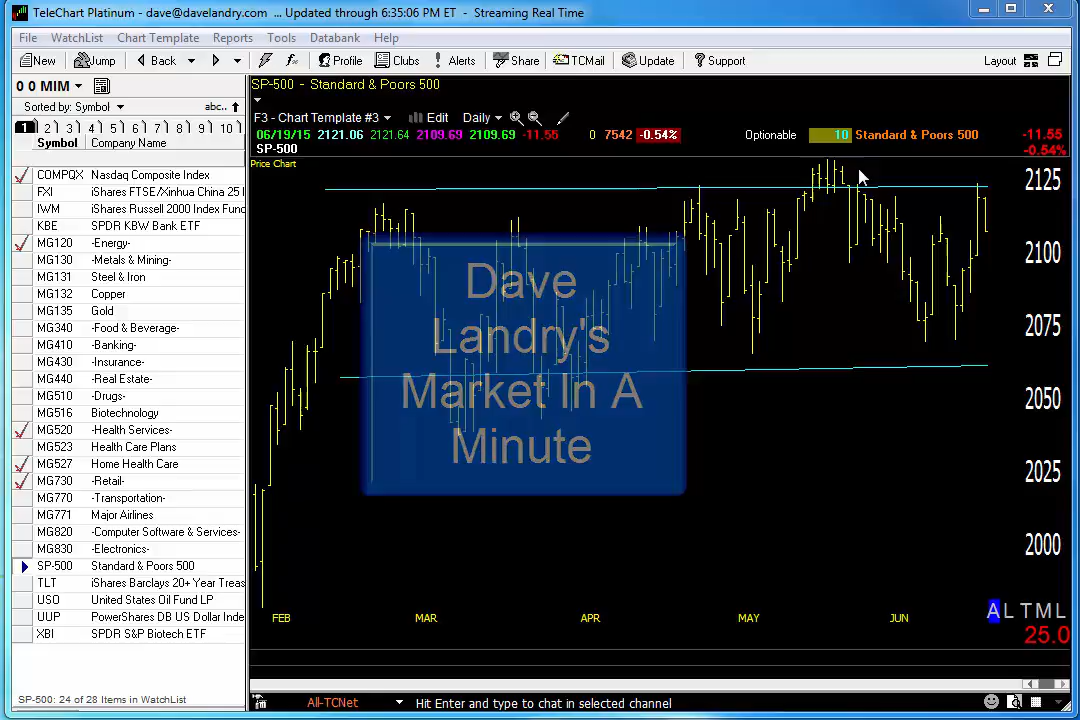 TeleChart Platinum - dave@davelandry.com ... Updated through 6:35:06 PM ET - Streaming Real Time
File WatchList Chart Template Reports Tools Databank Help
New Jump Back Profile Clubs Alerts Share TCMail Update Support Layout
0 0 MIM
Sorted by: Symbol abc..
1 2 3 4 5 6 7 8 9 10
Symbol Company Name
COMPQX Nasdaq Composite Index
FXI iShares FTSE/Xinhua China 25 I
IWM iShares Russell 2000 Index Fund
KBE SPDR KBW Bank ETF
MG120 -Energy-
MG130 -Metals & Mining-
MG131 Steel & Iron
MG132 Copper
MG135 Gold
MG340 -Food & Beverage-
MG410 -Banking-
MG430 -Insurance-
MG440 -Real Estate-
MG510 -Drugs-
MG516 Biotechnology
MG520 -Health Services-
MG523 Health Care Plans
MG527 Home Health Care
MG730 -Retail-
MG770 -Transportation-
MG771 Major Airlines
MG820 -Computer Software & Services-
MG830 -Electronics-
SP-500 Standard & Poors 500
TLT iShares Barclays 20+ Year Treas
USO United States Oil Fund LP
UUP PowerShares DB US Dollar Inde
XBI SPDR S&P Biotech ETF
SP-500: 24 of 28 Items in WatchList
SP-500 - Standard & Poors 500
F3 - Chart Template #3 Edit Daily
06/19/15 2121.06 2121.64 2109.69 2109.69 -11.55 0 7542 -0.54% Optionable 10 Standard & Poors 500 -11.55
-0.54%
SP-500
Price Chart
2125
2100
2075
2050
2025
2000
Dave
Landry's
Market In A
Minute
FEB MAR APR MAY JUN
A L T M L
25.0
All-TCNet Hit Enter and type to chat in selected channel